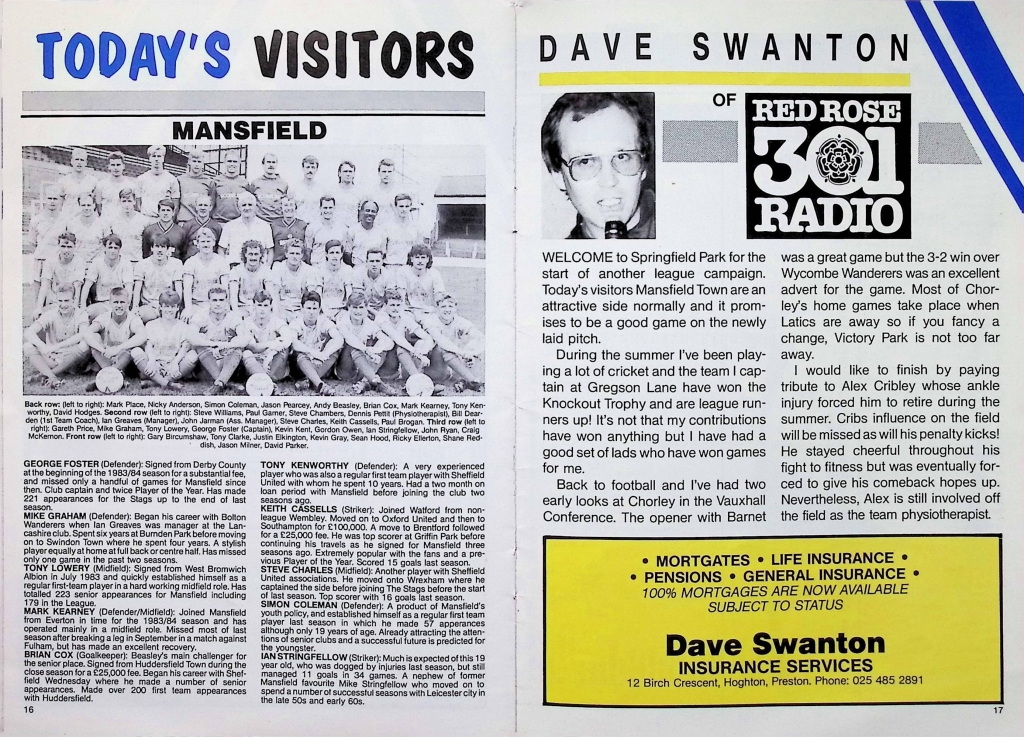 TODAY'S VISITORS
MANSFIELD
Back row: (left to right): Mark Place, Nicky Anderson, Simon Coleman, Jason Pearcey, Andy Beasley, Brian Cox, Mark Kearney, Tony Ken-
worthy, David Hodges. Second row (left to right): Steve Williams, Paul Garner, Steve Chambers, Dennis Pettit (Physiotherapist), Bill Dear-
den (1st Team Coach), Ian Greaves (Manager), John Jarman (Ass. Manager), Steve Charles, Keith Cassells, Paul Brogan. Third row (left to
right): Gareth Price, Mike Graham, Tony Lowery, George Foster (Captain), Kevin Kent, Gordon Owen, Ian Stringfellow, John Ryan, Craig
McKernon. Front row (left to right): Gary Bircumshaw, Tony Clarke, Justin Elkington, Kevin Gray, Sean Hood, Ricky Ellerton, Shane Red-
dish, Jason Milner, David Parker.
GEORGE FOSTER (Defender): Signed from Derby County
at the beginning of the 1983/84 season for a substantial fee,
and missed only a handful of games for Mansfield since
then. Club captain and twice Player of the Year. Has made
221 appearances for the Stags up to the end of last
season.
MIKE GRAHAM (Defender): Began his career with Bolton
Wanderers when Ian Greaves was manager at the Lan-
cashire club. Spent six years at Burnden Park before moving
on to Swindon Town where he spent four years. A stylish
player equally at home at full back or centre half. Has missed
only one game in the past two seasons.
TONY LOWERY (Midfield): Signed from West Bromwich
Albion in July 1983 and quickly established himself as a
regular first-team player in a hard working midfield role. Has
totalled 223 senior appearances for Mansfield including
179 in the League.
MARK KEARNEY (Defender/Midfield): Joined Mansfield
from Everton in time for the 1983/84 season and has
operated mainly in a midfield role. Missed most of last
season after breaking a leg in September in a match against
Fulham, but has made an excellent recovery.
BRIAN COX (Goalkeeper): Beasley's main challenger for
the senior place. Signed from Huddersfield Town during the
close season for a £25,000 fee. Began his career with Shef-
field Wednesday where he made a number of senior
appearances. Made over 200 first team appearances
with Huddersfield.
16
TONY KENWORTHY (Defender): A very experienced
player who was also a regular first team player with Sheffield
United with whom he spent 10 years. Had a two month on
loan period with Mansfield before joining the club two
seasons ago.
KEITH CASSELLS (Striker): Joined Watford from non-
league Wembley. Moved on to Oxford United and then to
Southampton for £100,000. A move to Brentford followed
for a £25,000 fee. He was top scorer at Griffin Park before
continuing his travels as he signed for Mansfield three
seasons ago. Extremely popular with the fans and a pre-
vious Player of the Year. Scored 15 goals last season.
STEVE CHARLES (Midfield): Another player with Sheffield
United associations. He moved onto Wrexham where he
captained the side before joining The Stags before the start
of last season. Top scorer with 16 goals last season.
SIMON COLEMAN (Defender): A product of Mansfield's
youth policy, and established himself as a regular first team
player last season in which he made 57 apperances
although only 19 years of age. Already attracting the atten-
tions of senior clubs and a successful future is predicted for
the youngster.
IAN STRINGFELLOW (Striker): Much is expected of this 19
year old, who was dogged by injuries last season, but still
managed 11 goals in 34 games. A nephew of former
Mansfield favourite Mike Stringfellow who moved on to
spend a number of successful seasons with Leicester city in
the late 50s and early 60s.
DAVE SWANTON
OF
RED ROSE
301
RADIO
WELCOME to Springfield Park for the
start of another league campaign.
Today's visitors Mansfield Town are an
attractive side normally and it prom-
ises to be a good game on the newly
laid pitch.
During the summer I've been play-
ing a lot of cricket and the team I cap-
tain at Gregson Lane have won the
Knockout Trophy and are league run-
ners up! It's not that my contributions
have won anything but I have had a
good set of lads who have won games
for me.
Back to football and I've had two
early looks at Chorley in the Vauxhall
Conference. The opener with Barnet
was a great game but the 3-2 win over
Wycombe Wanderers was an excellent
advert for the game. Most of Chor-
ley's home games take place when
Latics are away so if you fancy a
change, Victory Park is not too far
away.
I would like to finish by paying
tribute to Alex Cribley whose ankle
injury forced him to retire during the
summer. Cribs influence on the field
will be missed as will his penalty kicks!
He stayed cheerful throughout his
fight to fitness but was eventually for-
ced to give his comeback hopes up.
Nevertheless, Alex is still involved off
the field as the team physiotherapist.
• MORTGATES • LIFE INSURANCE •
• PENSIONS • GENERAL INSURANCE •
100% MORTGAGES ARE NOW AVAILABLE
SUBJECT TO STATUS
Dave Swanton
INSURANCE SERVICES
12 Birch Crescent, Hoghton, Preston. Phone: 025 485 2891
17